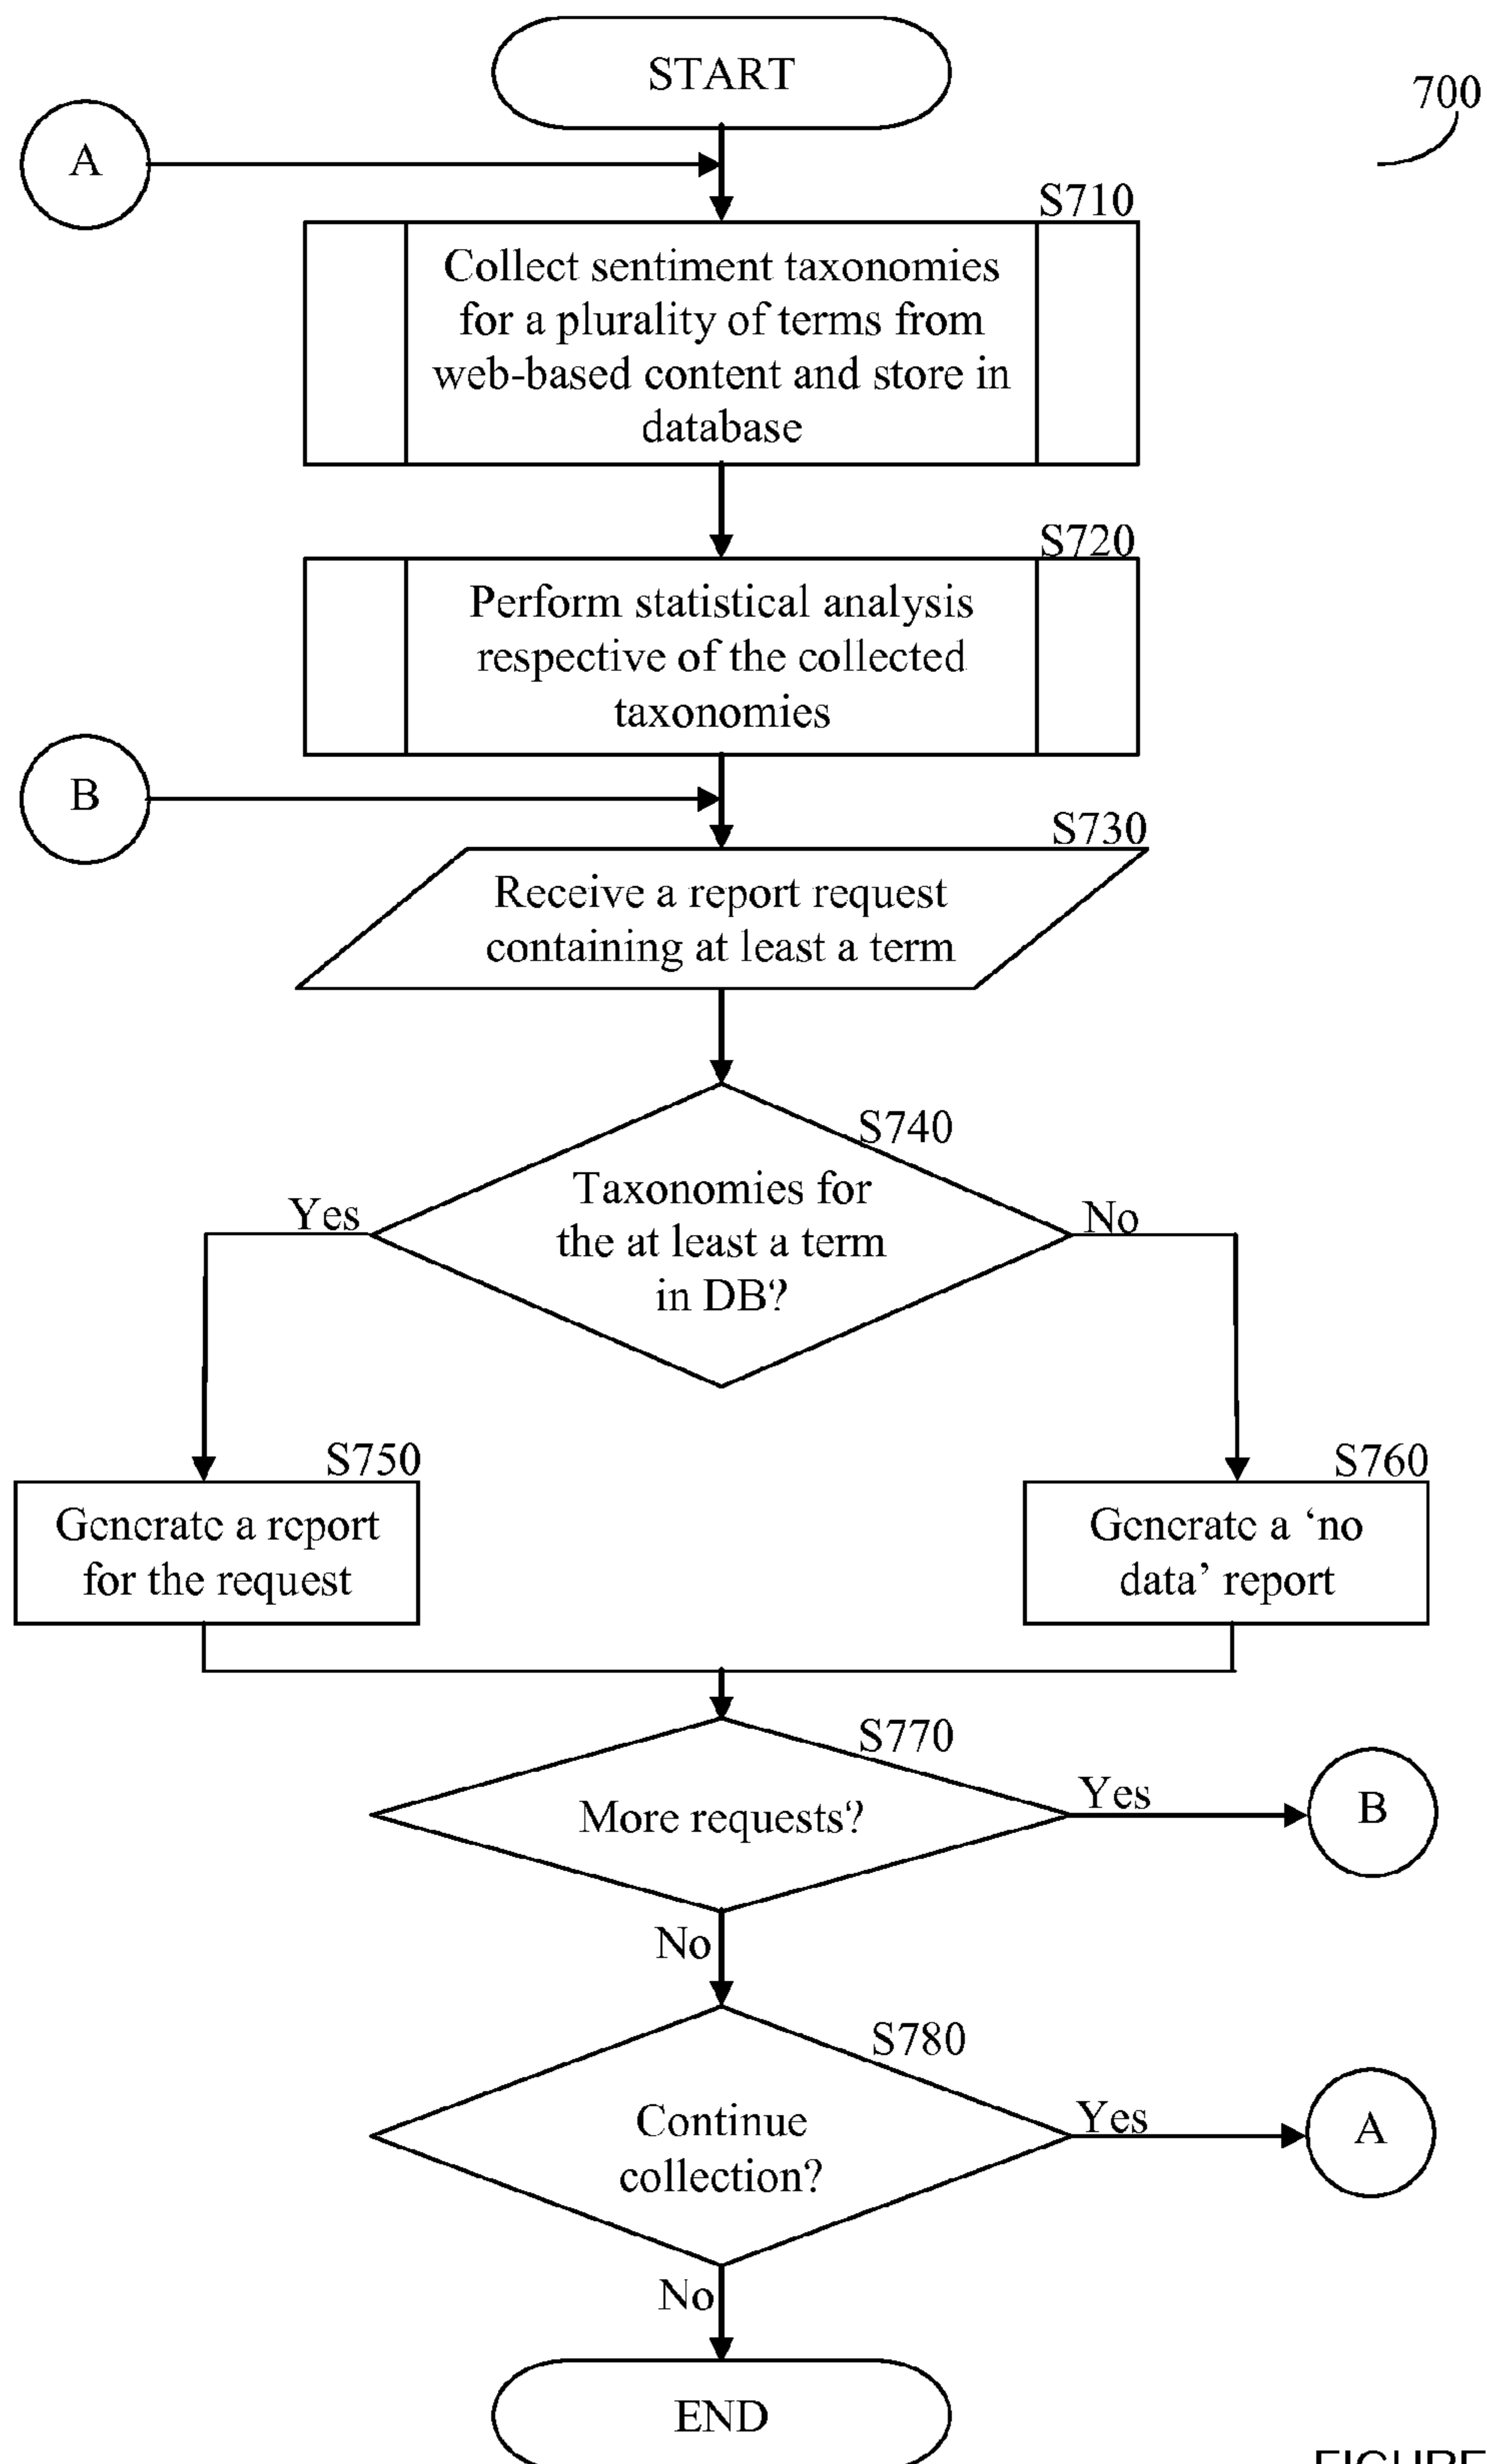 START
700
A
S710
Collect sentiment taxonomies
for a plurality of terms from
web-based content and store in
database
S720
Perform statistical analysis
respective of the collected
taxonomies
B
S730
Receive a report request
containing at least a term
S740
Taxonomies for
the at least a term
in DB?
Yes
No
S750
Generate a report
for the request
S760
Generate a ‘no
data’ report
S770
More requests?
Yes
B
No
S780
Continue
collection?
Yes
A
No
END
FIGURE